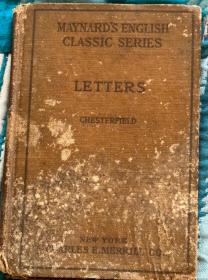 MAYNARD'S ENGLISH
CLASSIC SERIES
LETTERS
CHESTERFIELD
NEW YORK
CHARLES E. MERRILL CO.